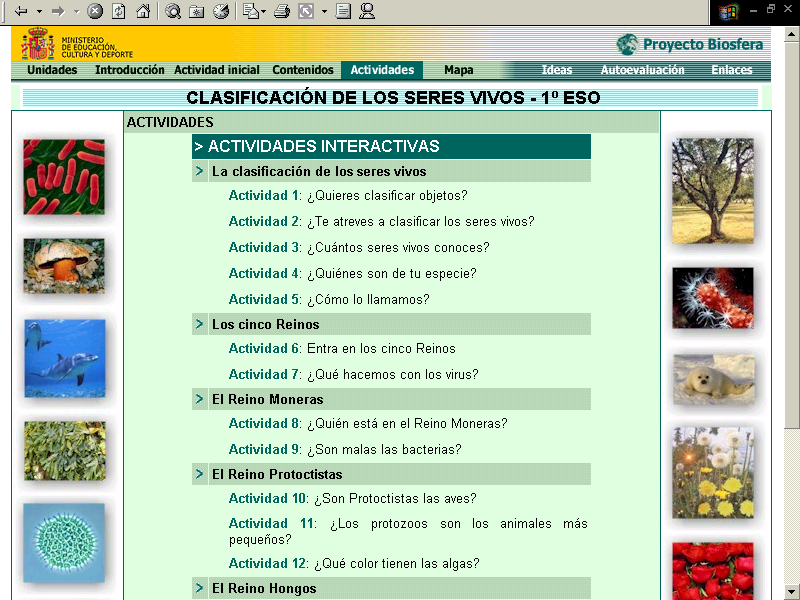 MINISTERIO
DE EDUCACIÓN,
CULTURA Y DEPORTE
Proyecto Biosfera
Unidades Introducción Actividad inicial Contenidos Actividades Mapa Ideas Autoevaluación Enlaces
CLASIFICACIÓN DE LOS SERES VIVOS - 1º ESO
ACTIVIDADES
> ACTIVIDADES INTERACTIVAS
> La clasificación de los seres vivos
Actividad 1: ¿Quieres clasificar objetos?
Actividad 2: ¿Te atreves a clasificar los seres vivos?
Actividad 3: ¿Cuántos seres vivos conoces?
Actividad 4: ¿Quiénes son de tu especie?
Actividad 5: ¿Cómo lo llamamos?
> Los cinco Reinos
Actividad 6: Entra en los cinco Reinos
Actividad 7: ¿Qué hacemos con los virus?
> El Reino Moneras
Actividad 8: ¿Quién está en el Reino Moneras?
Actividad 9: ¿Son malas las bacterias?
> El Reino Protoctistas
Actividad 10: ¿Son Protoctistas las aves?
Actividad 11: ¿Los protozoos son los animales más
pequeños?
Actividad 12: ¿Qué color tienen las algas?
> El Reino Hongos